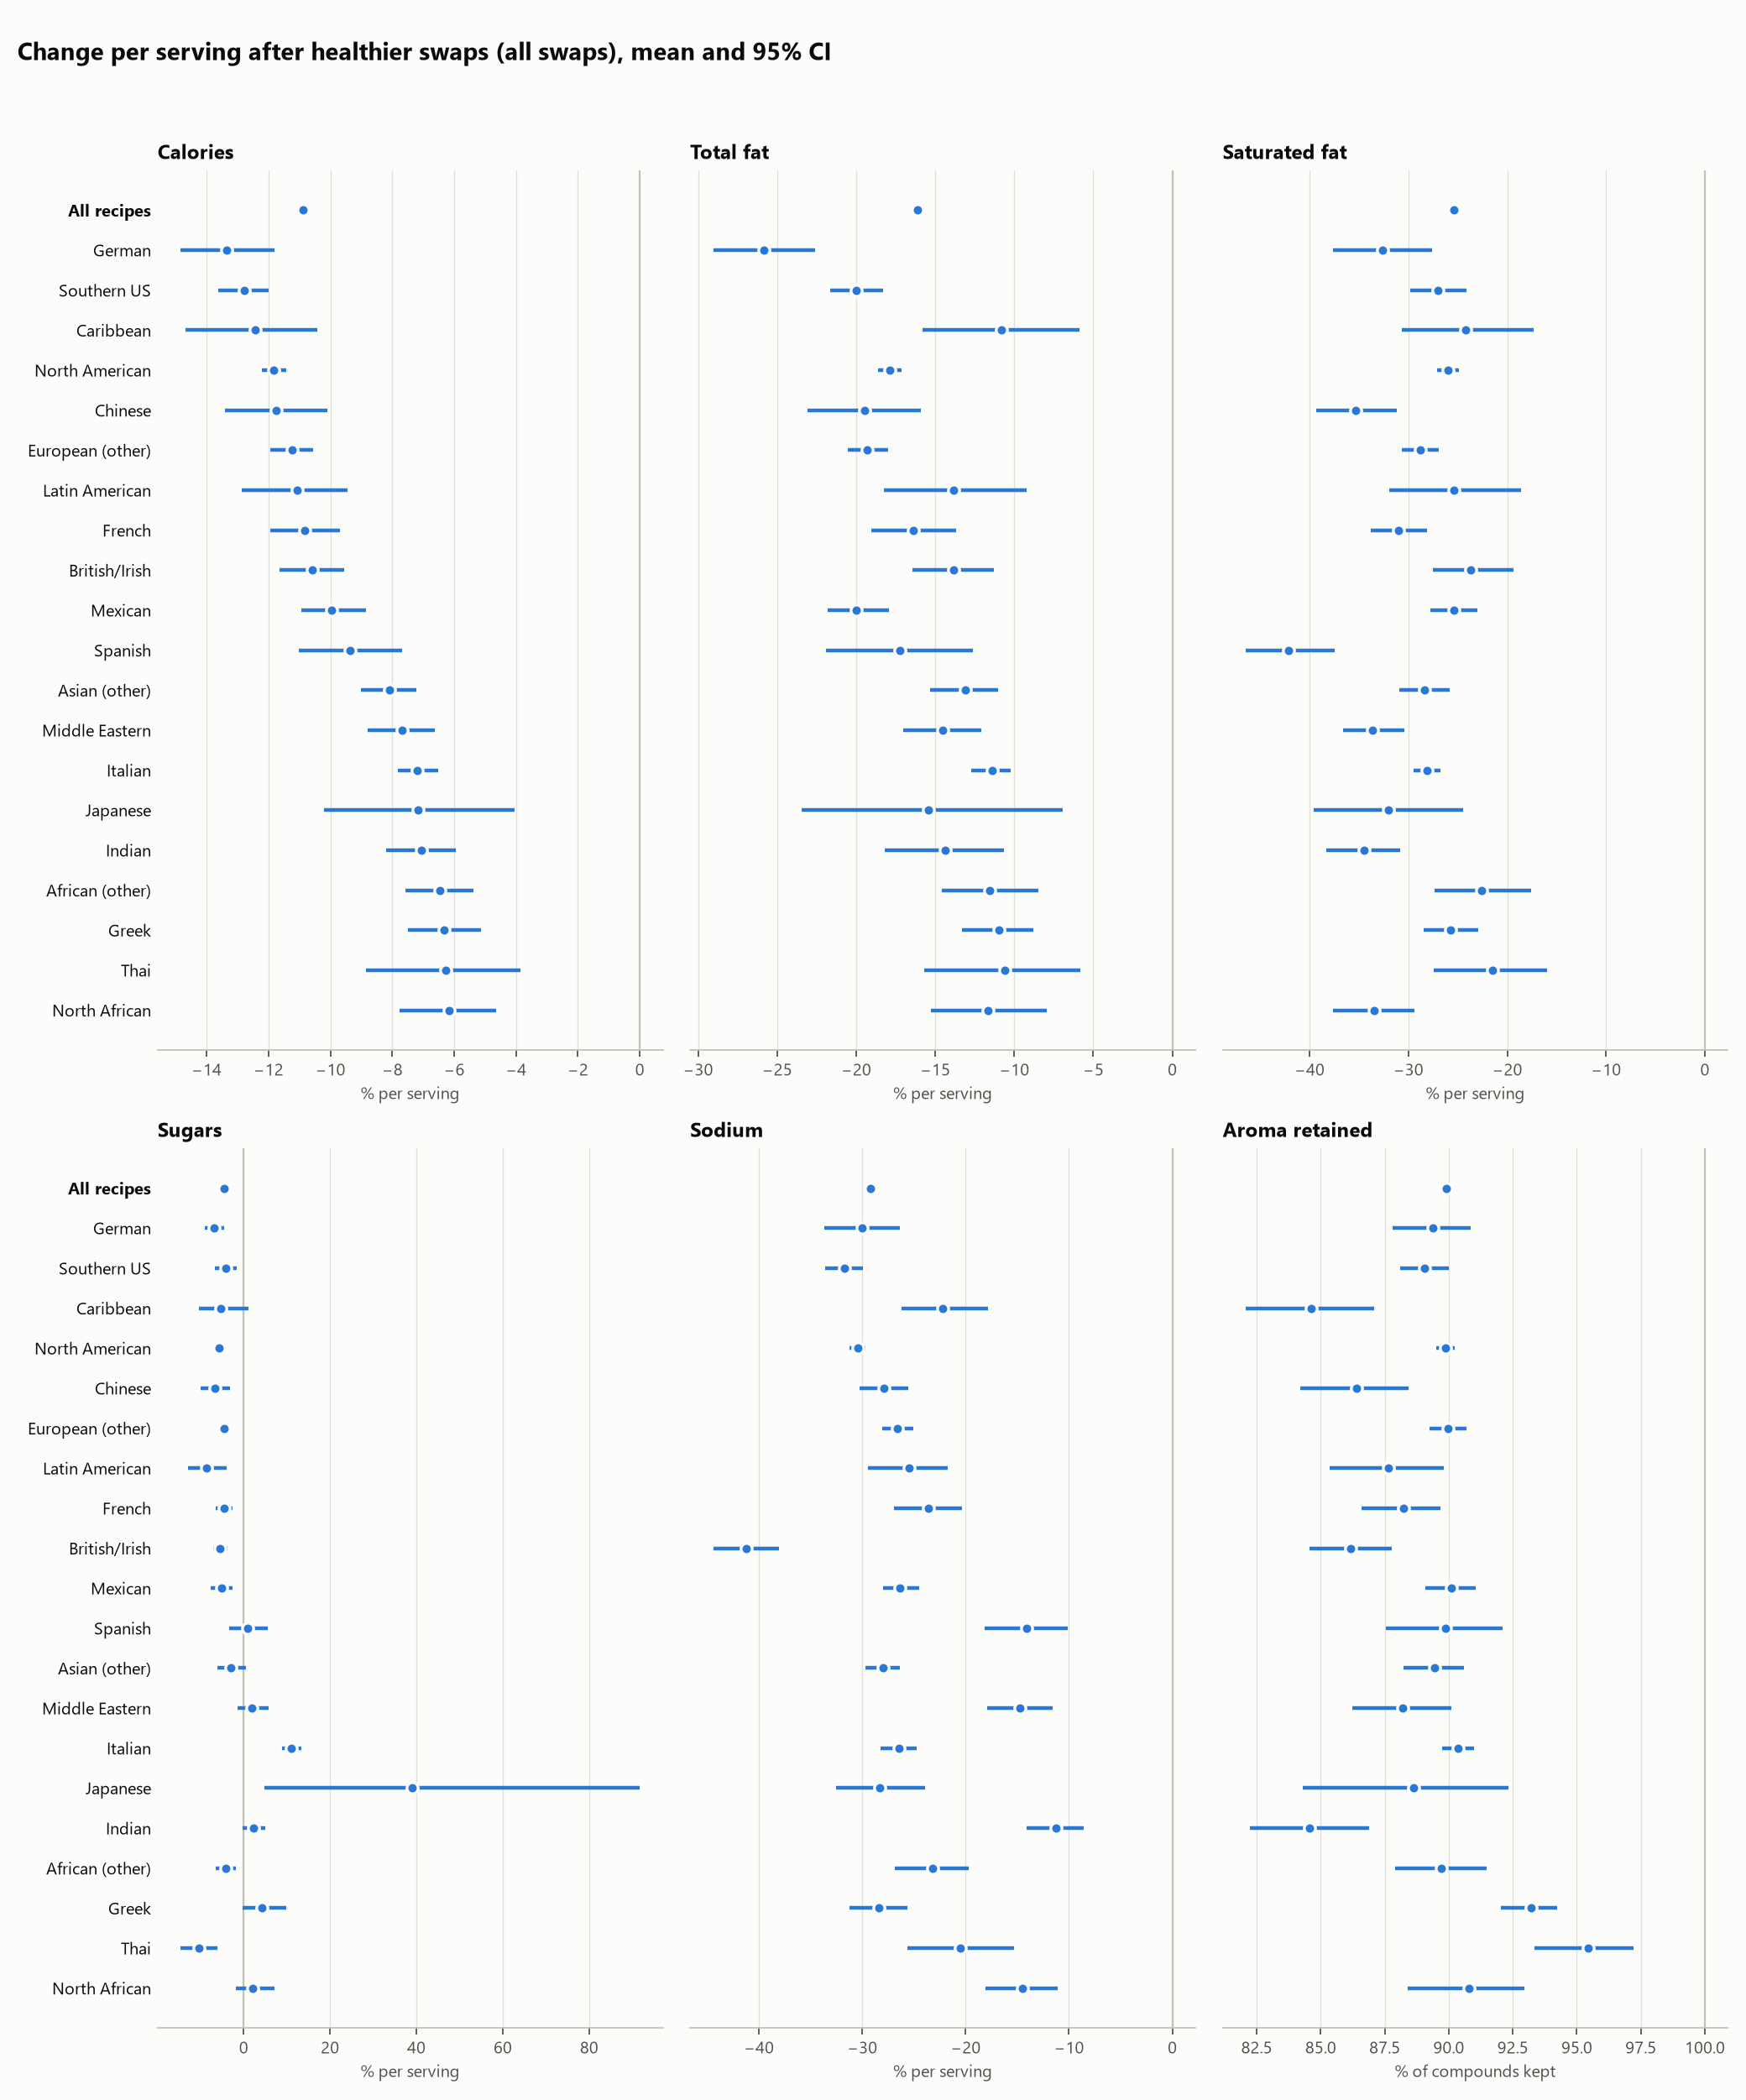 Change per serving after healthier swaps (all swaps), mean and 95% CI
Calories
Total fat
Saturated fat
All recipes
German
Southern US
Caribbean
North American
Chinese
European (other)
Latin American
French
British/Irish
Mexican
Spanish
Asian (other)
Middle Eastern
Italian
Japanese
Indian
African (other)
Greek
Thai
North African
−14 −12 −10 −8 −6 −4 −2 0
−30 −25 −20 −15 −10 −5 0
−40 −30 −20 −10 0
% per serving
% per serving
% per serving
Sugars
Sodium
Aroma retained
All recipes
German
Southern US
Caribbean
North American
Chinese
European (other)
Latin American
French
British/Irish
Mexican
Spanish
Asian (other)
Middle Eastern
Italian
Japanese
Indian
African (other)
Greek
Thai
North African
0 20 40 60 80
−40 −30 −20 −10 0
82.5 85.0 87.5 90.0 92.5 95.0 97.5 100.0
% per serving
% per serving
% of compounds kept